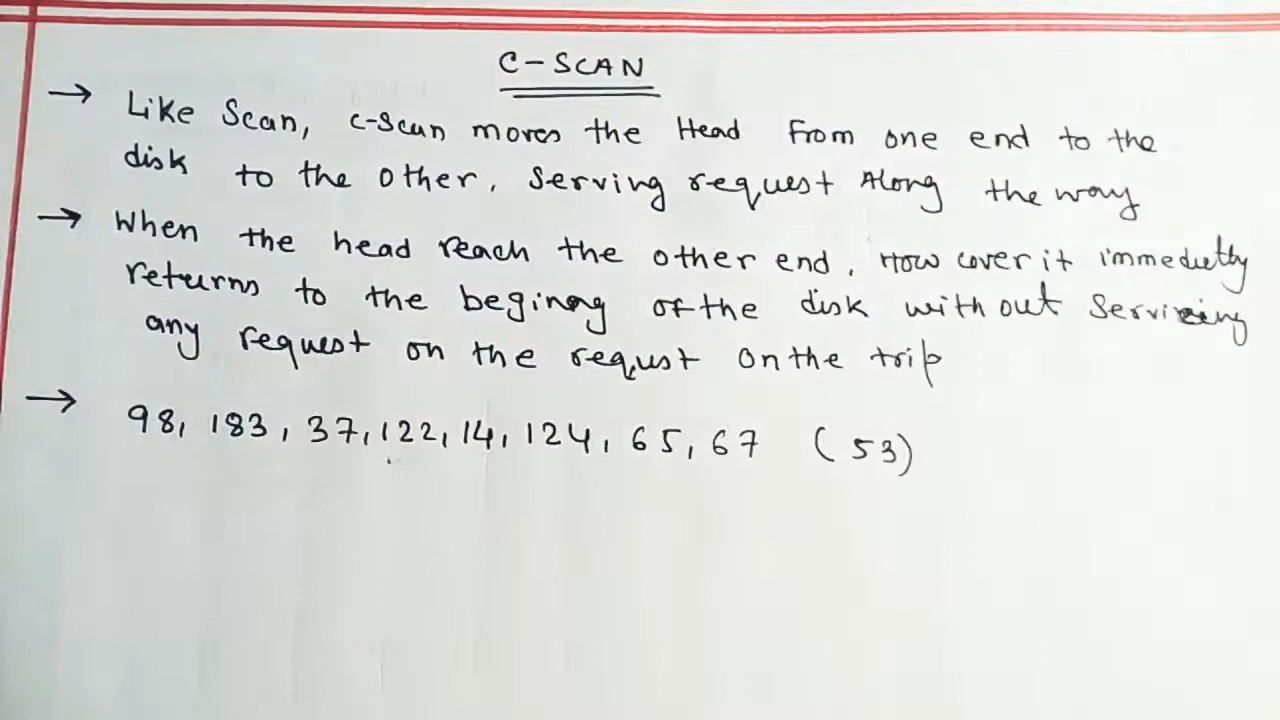 C-SCAN
→ Like Scan, C-Scan moves the Head From one end to the
disk to the other, Serving request Along the way
→ When the head reach the other end, How cover it immedietly
returns to the begining of the disk with out Servicing
any request on the requst on the trip
→ 98, 183, 37, 122, 14, 124, 65, 67 (53)